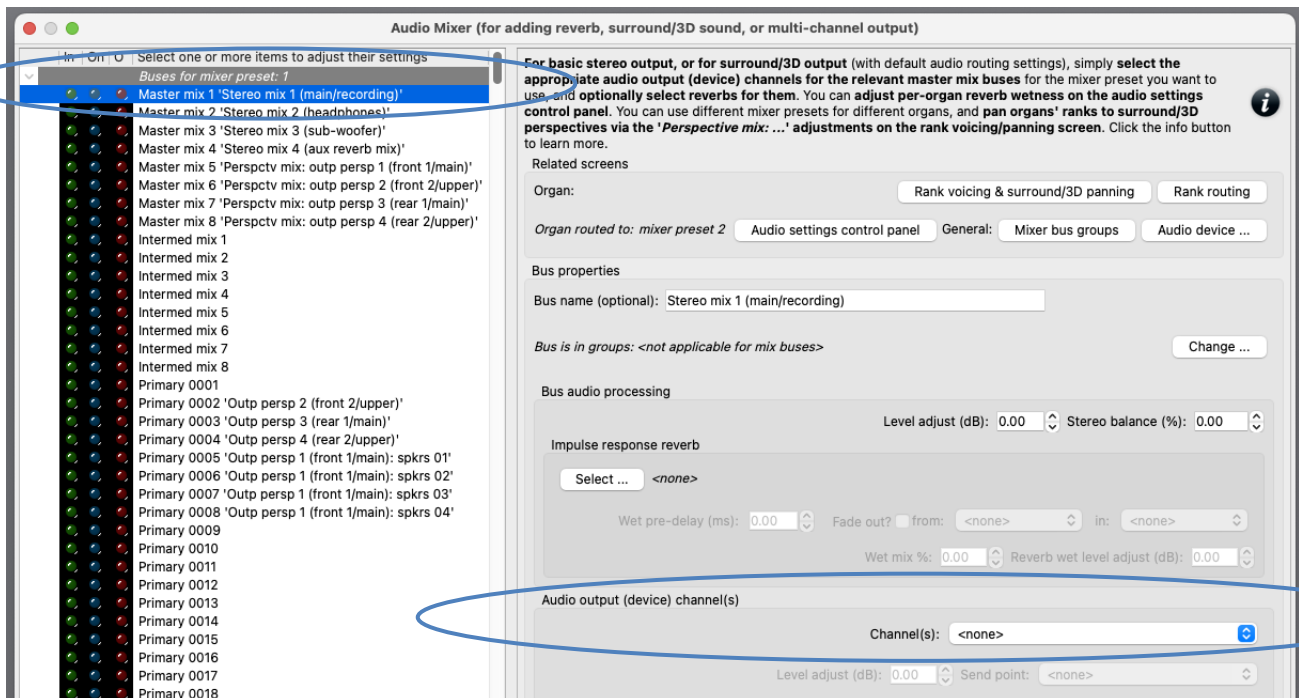 Audio Mixer (for adding reverb, surround/3D sound, or multi-channel output)
In On O Select one or more items to adjust their settings
Buses for mixer preset: 1
Master mix 1 'Stereo mix 1 (main/recording)'
Master mix 2 'Stereo mix 2 (headphones)'
Master mix 3 'Stereo mix 3 (sub-woofer)'
Master mix 4 'Stereo mix 4 (aux reverb mix)'
Master mix 5 'Perspctv mix: outp persp 1 (front 1/main)'
Master mix 6 'Perspctv mix: outp persp 2 (front 2/upper)'
Master mix 7 'Perspctv mix: outp persp 3 (rear 1/main)'
Master mix 8 'Perspctv mix: outp persp 4 (rear 2/upper)'
Intermed mix 1
Intermed mix 2
Intermed mix 3
Intermed mix 4
Intermed mix 5
Intermed mix 6
Intermed mix 7
Intermed mix 8
Primary 0001
Primary 0002 'Outp persp 2 (front 2/upper)'
Primary 0003 'Outp persp 3 (rear 1/main)'
Primary 0004 'Outp persp 4 (rear 2/upper)'
Primary 0005 'Outp persp 1 (front 1/main): spkrs 01'
Primary 0006 'Outp persp 1 (front 1/main): spkrs 02'
Primary 0007 'Outp persp 1 (front 1/main): spkrs 03'
Primary 0008 'Outp persp 1 (front 1/main): spkrs 04'
Primary 0009
Primary 0010
Primary 0011
Primary 0012
Primary 0013
Primary 0014
Primary 0015
Primary 0016
Primary 0017
Primary 0018
For basic stereo output, or for surround/3D output (with default audio routing settings), simply select the
appropriate audio output (device) channels for the relevant master mix buses for the mixer preset you want to
use, and optionally select reverbs for them. You can adjust per-organ reverb wetness on the audio settings
control panel. You can use different mixer presets for different organs, and pan organs' ranks to surround/3D
perspectives via the 'Perspective mix: ...' adjustments on the rank voicing/panning screen. Click the info button
to learn more.
i
Related screens
Organ: Rank voicing & surround/3D panning Rank routing
Organ routed to: mixer preset 2 Audio settings control panel General: Mixer bus groups Audio device ...
Bus properties
Bus name (optional): Stereo mix 1 (main/recording)
Bus is in groups: <not applicable for mix buses> Change ...
Bus audio processing
Level adjust (dB): 0.00 Stereo balance (%): 0.00
Impulse response reverb
Select ... <none>
Wet pre-delay (ms): 0.00 Fade out? from: <none> in: <none>
Wet mix %: 0.00 Reverb wet level adjust (dB): 0.00
Audio output (device) channel(s)
Channel(s): <none>
Level adjust (dB): 0.00 Send point: <none>